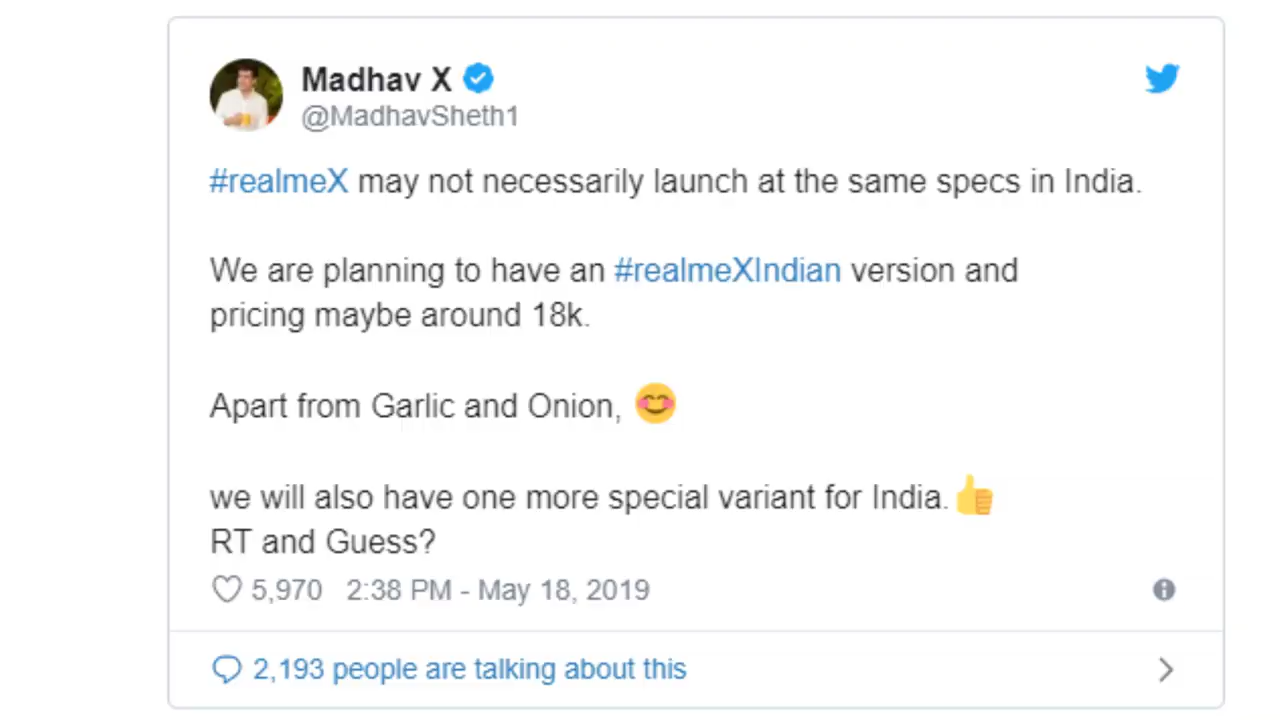 Madhav X
@MadhavSheth1
#realmeX may not necessarily launch at the same specs in India.
We are planning to have an #realmeXIndian version and
pricing maybe around 18k.
Apart from Garlic and Onion, 😊
we will also have one more special variant for India. 👍
RT and Guess?
5,970 2:38 PM - May 18, 2019
2,193 people are talking about this